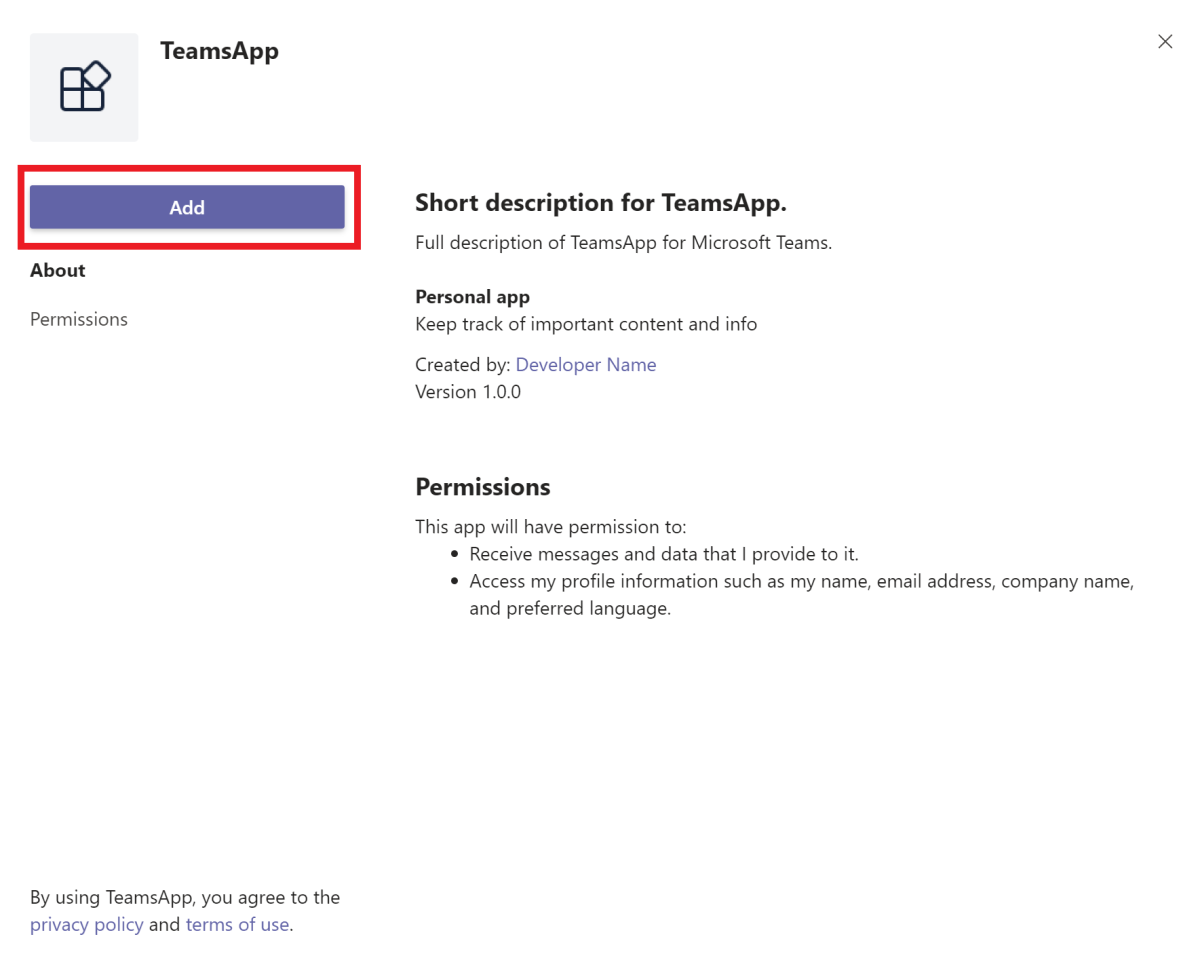 TeamsApp
Add
About
Permissions
Short description for TeamsApp.
Full description of TeamsApp for Microsoft Teams.
Personal app
Keep track of important content and info
Created by: Developer Name
Version 1.0.0
Permissions
This app will have permission to:
• Receive messages and data that I provide to it.
• Access my profile information such as my name, email address, company name,
and preferred language.
By using TeamsApp, you agree to the
privacy policy and terms of use.